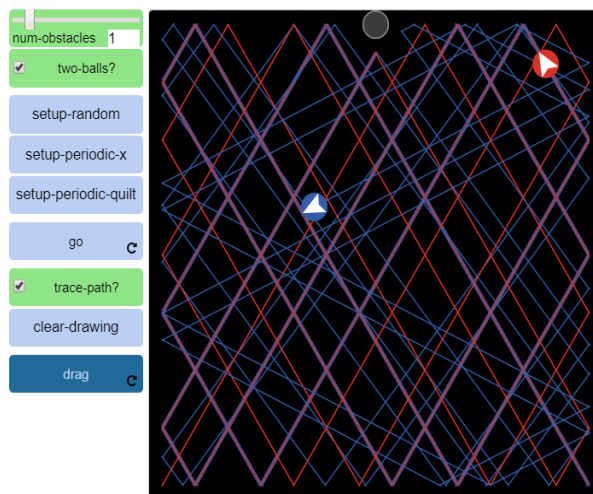 num-obstacles 1
two-balls?
setup-random
setup-periodic-x
setup-periodic-quilt
go
trace-path?
clear-drawing
drag